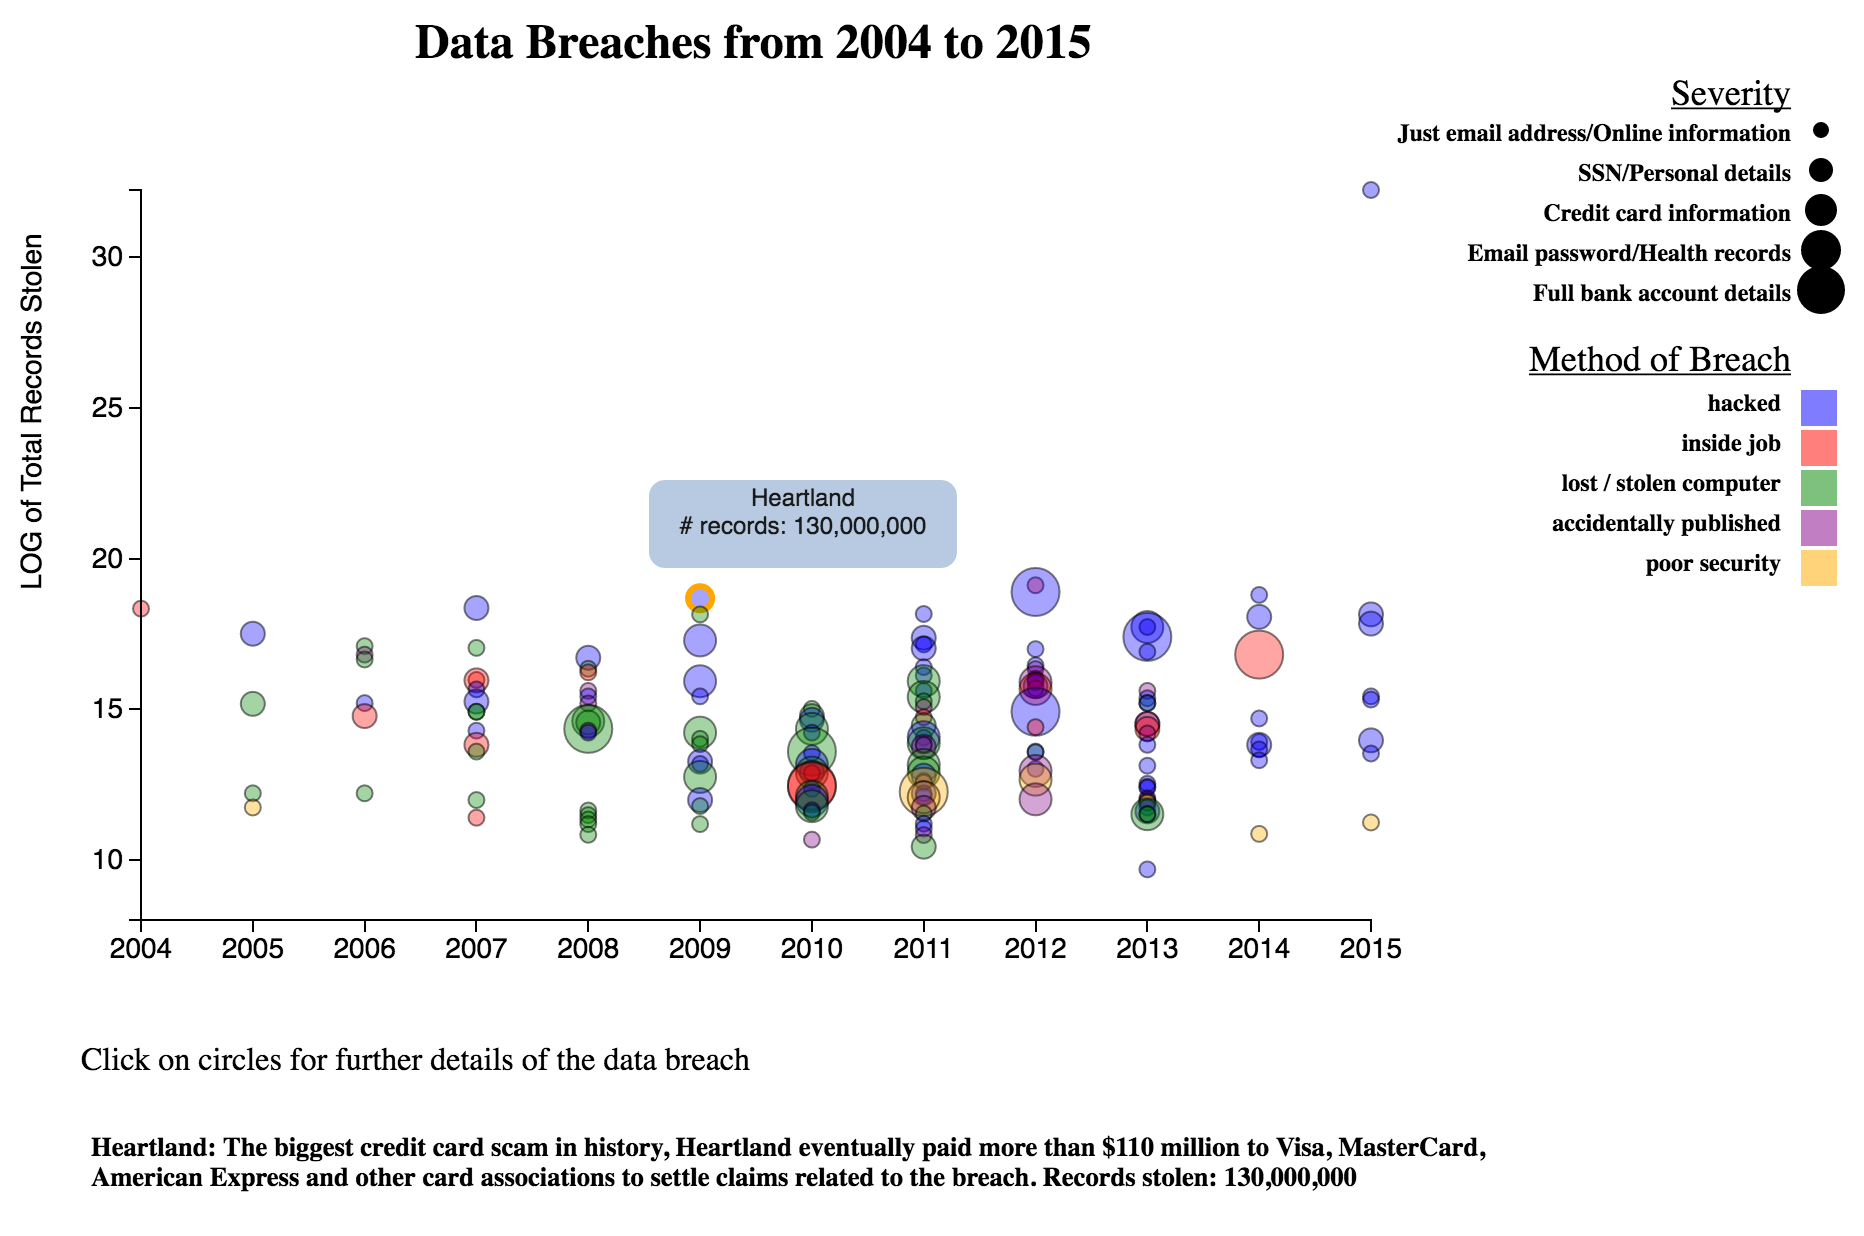 Data Breaches from 2004 to 2015
Severity
Just email address/Online information
SSN/Personal details
Credit card information
Email password/Health records
Full bank account details
Method of Breach
hacked
inside job
lost / stolen computer
accidentally published
poor security
LOG of Total Records Stolen
30
25
20
15
10
Heartland
# records: 130,000,000
2004 2005 2006 2007 2008 2009 2010 2011 2012 2013 2014 2015
Click on circles for further details of the data breach
Heartland: The biggest credit card scam in history, Heartland eventually paid more than $110 million to Visa, MasterCard,
American Express and other card associations to settle claims related to the breach. Records stolen: 130,000,000